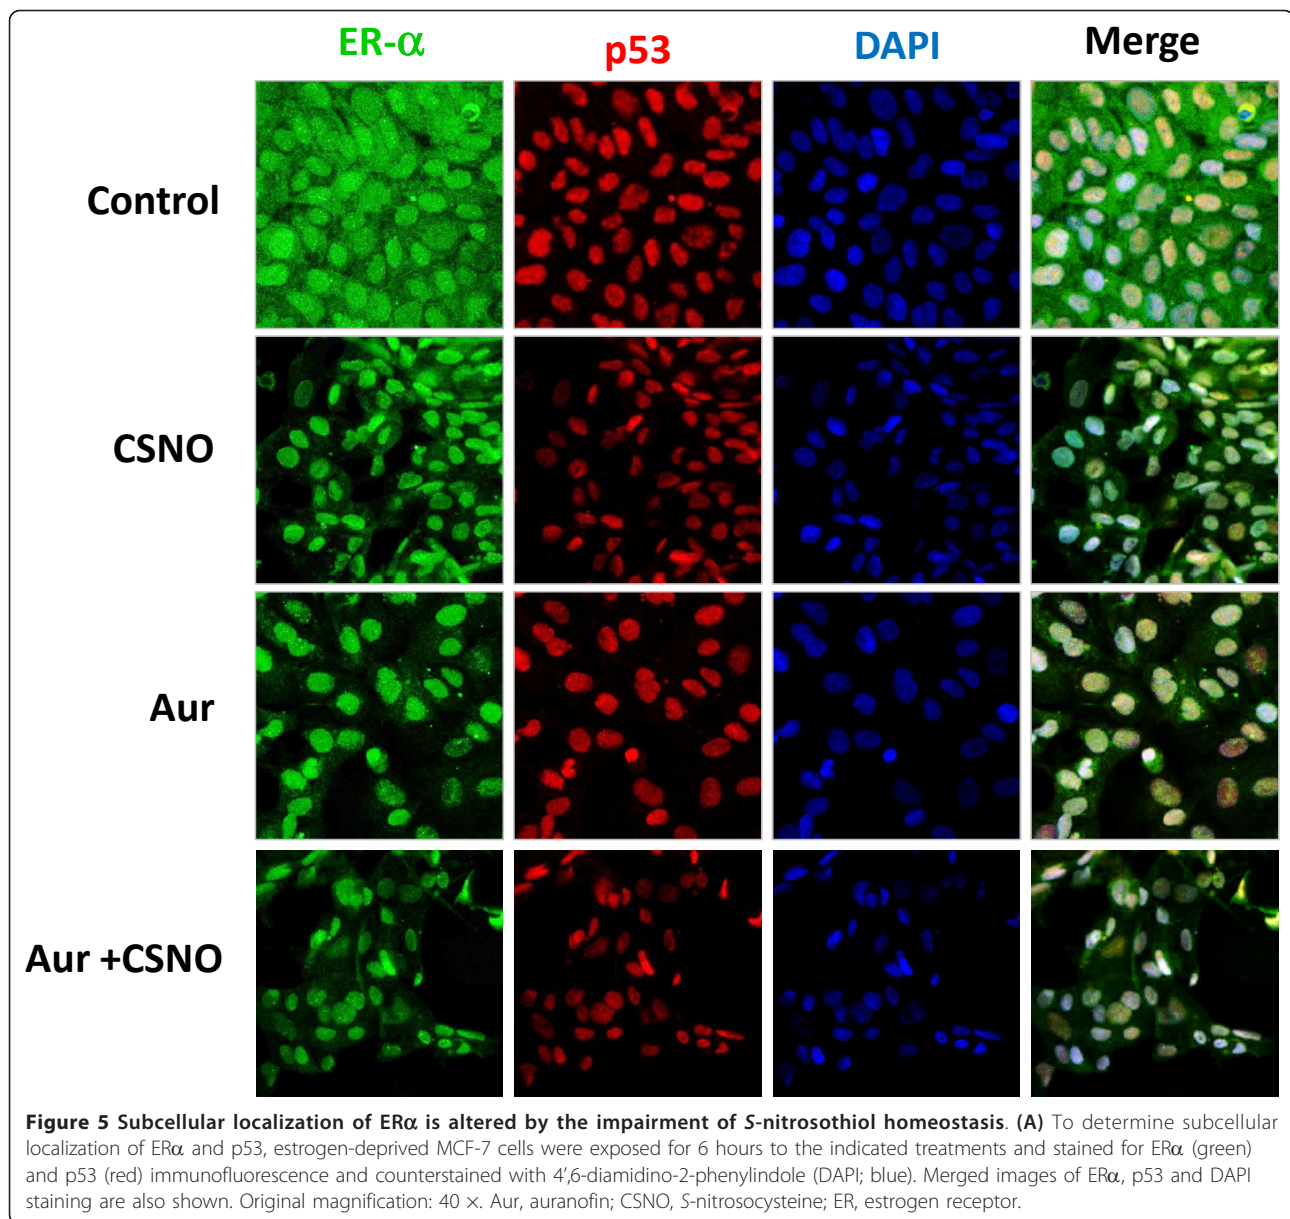 ER-α p53 DAPI Merge
Control
CSNO
Aur
Aur +CSNO
Figure 5 Subcellular localization of ERα is altered by the impairment of S-nitrosothiol homeostasis. (A) To determine subcellular
localization of ERα and p53, estrogen-deprived MCF-7 cells were exposed for 6 hours to the indicated treatments and stained for ERα (green)
and p53 (red) immunofluorescence and counterstained with 4′,6-diamidino-2-phenylindole (DAPI; blue). Merged images of ERα, p53 and DAPI
staining are also shown. Original magnification: 40 ×. Aur, auranofin; CSNO, S-nitrosocysteine; ER, estrogen receptor.